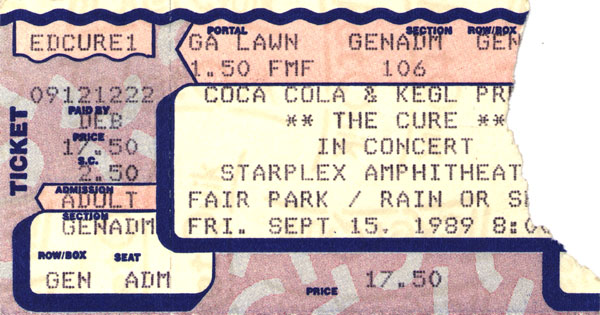 EDCURE1
PORTAL SECTION ROW/BOX
GA LAWN GENADM GEN
1.50 FMF 106
COCA COLA & KEGL PR
** THE CURE **
IN CONCERT
STARPLEX AMPHITHEAT
FAIR PARK / RAIN OR S
FRI. SEPT. 15, 1989 8:0
TICKET
09121222
PAID BY
DEB
PRICE
17.50
S.C.
2.50
ADMISSION
ADULT
SECTION
GENADM
ROW/BOX SEAT
GEN ADM
PRICE 17.50